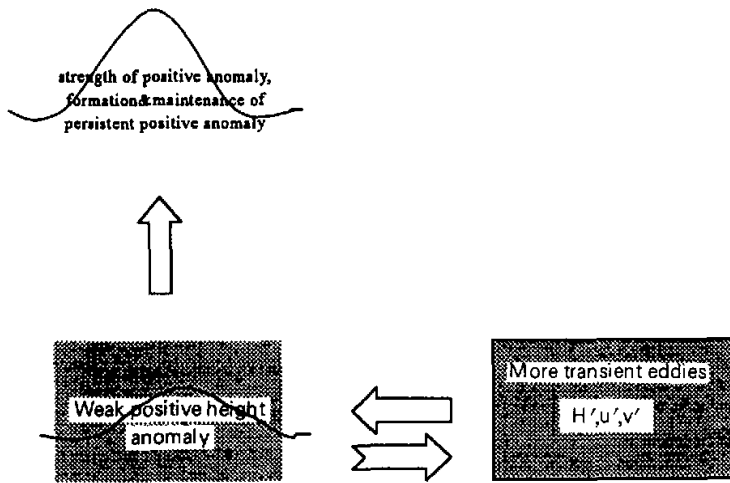 strength of positive anomaly,
formation&maintenance of
persistent positive anomaly
Weak positive height
anomaly
More transient eddies
H′,u′,v′